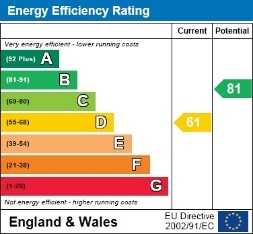 Energy Efficiency Rating
Current Potential
Very energy efficient - lower running costs
(92 Plus) A
(81-91) B
(69-80) C
(55-68) D
(39-54) E
(21-38) F
(1-20) G
61
81
Not energy efficient - higher running costs
England & Wales
EU Directive
2002/91/EC